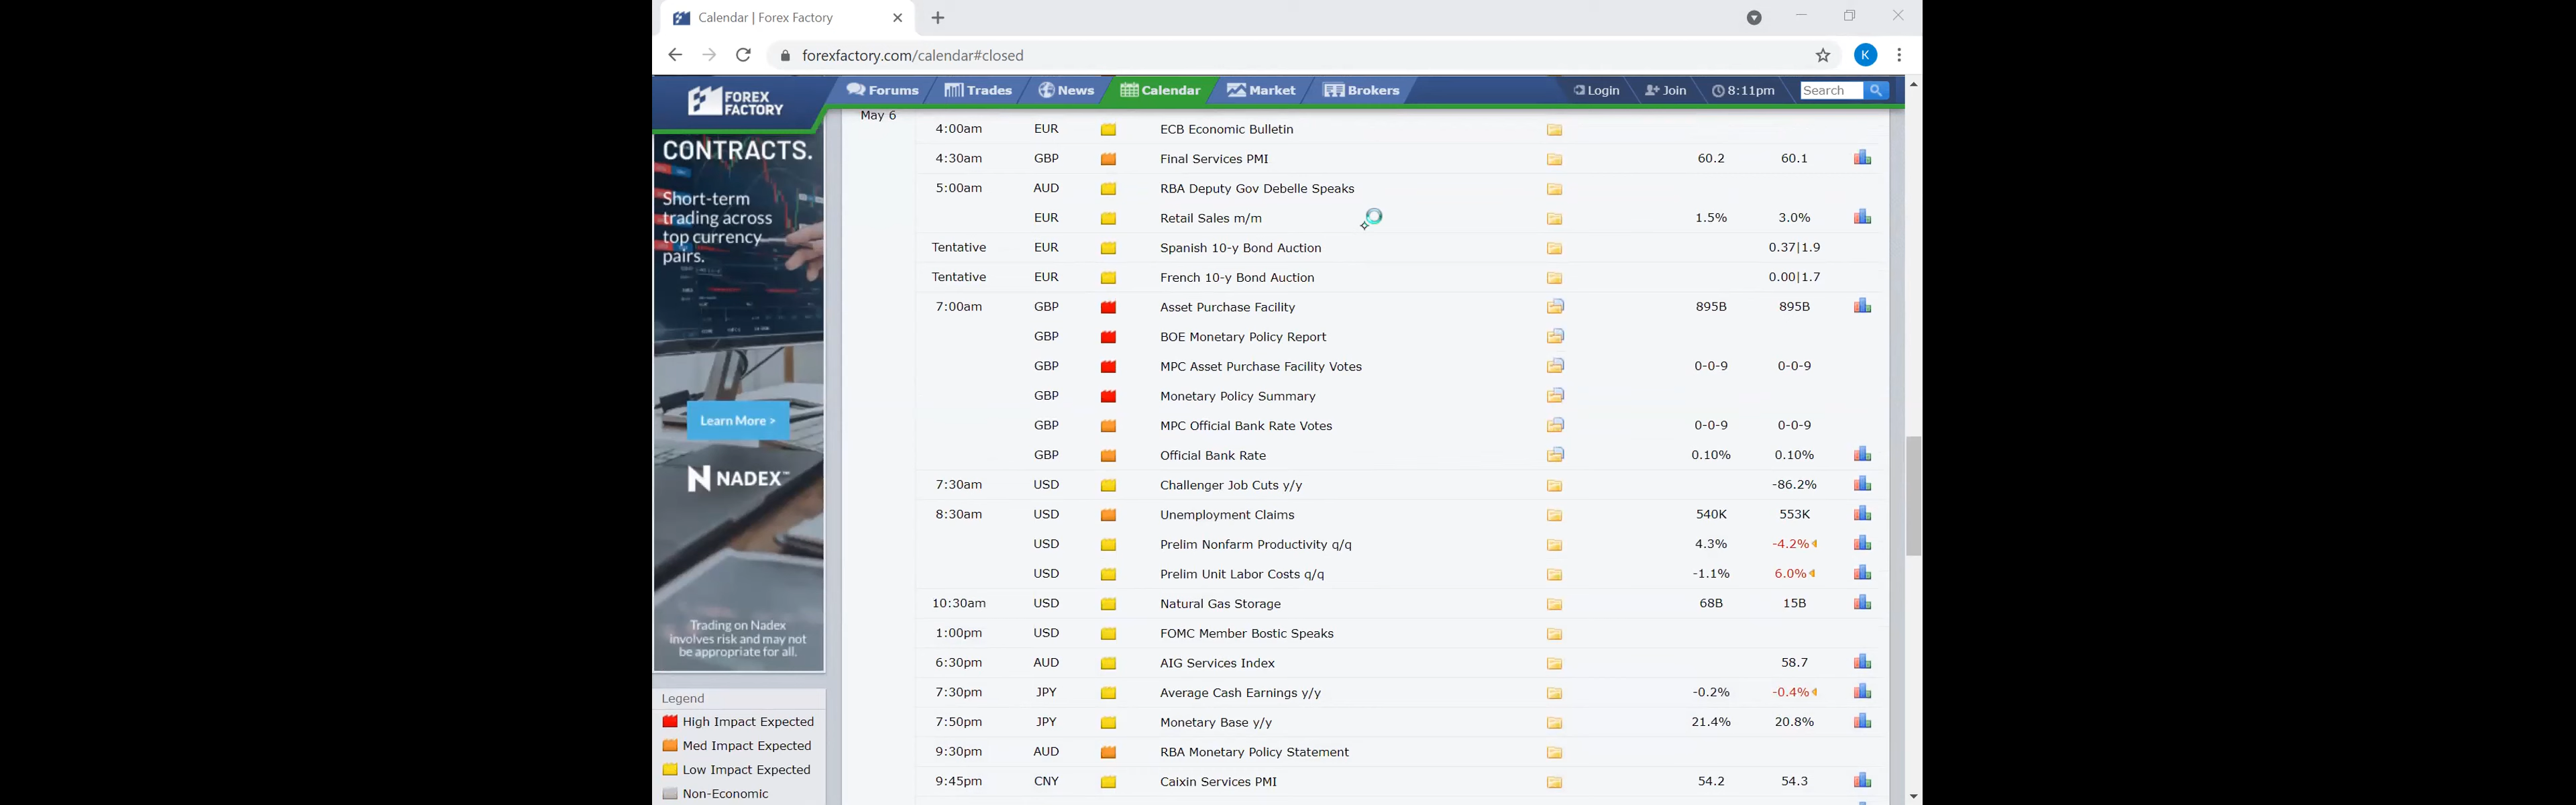 Calendar | Forex Factory
forexfactory.com/calendar#closed
K
FOREX
FACTORY
Forums
Trades
News
Calendar
Market
Brokers
Login
Join
8:11pm
Search
CONTRACTS.
Short-term
trading across
top currency
pairs.
Learn More >
NADEX™
Trading on Nadex
involves risk and may not
be appropriate for all.
Legend
High Impact Expected
Med Impact Expected
Low Impact Expected
Non-Economic
May 6
4:00am EUR ECB Economic Bulletin
4:30am GBP Final Services PMI 60.2 60.1
5:00am AUD RBA Deputy Gov Debelle Speaks
EUR Retail Sales m/m 1.5% 3.0%
Tentative EUR Spanish 10-y Bond Auction 0.37|1.9
Tentative EUR French 10-y Bond Auction 0.00|1.7
7:00am GBP Asset Purchase Facility 895B 895B
GBP BOE Monetary Policy Report
GBP MPC Asset Purchase Facility Votes 0-0-9 0-0-9
GBP Monetary Policy Summary
GBP MPC Official Bank Rate Votes 0-0-9 0-0-9
GBP Official Bank Rate 0.10% 0.10%
7:30am USD Challenger Job Cuts y/y -86.2%
8:30am USD Unemployment Claims 540K 553K
USD Prelim Nonfarm Productivity q/q 4.3% -4.2%
USD Prelim Unit Labor Costs q/q -1.1% 6.0%
10:30am USD Natural Gas Storage 68B 15B
1:00pm USD FOMC Member Bostic Speaks
6:30pm AUD AIG Services Index 58.7
7:30pm JPY Average Cash Earnings y/y -0.2% -0.4%
7:50pm JPY Monetary Base y/y 21.4% 20.8%
9:30pm AUD RBA Monetary Policy Statement
9:45pm CNY Caixin Services PMI 54.2 54.3